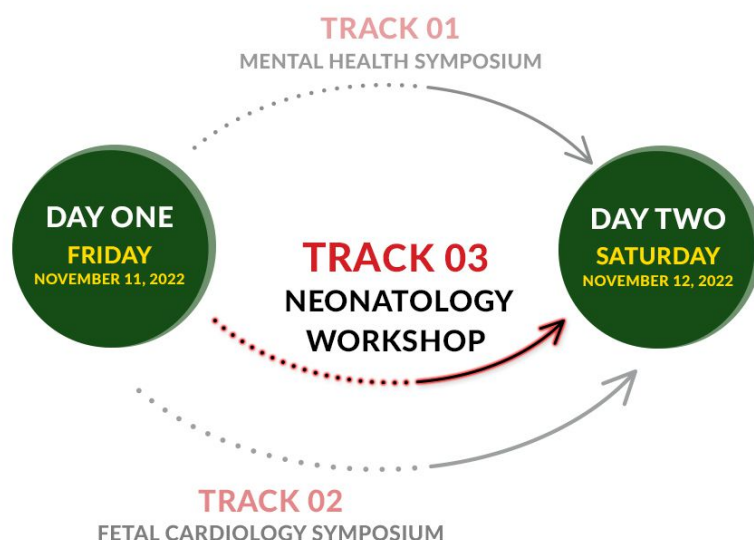 TRACK 01
MENTAL HEALTH SYMPOSIUM
DAY ONE
FRIDAY
NOVEMBER 11, 2022
TRACK 03
NEONATOLOGY
WORKSHOP
DAY TWO
SATURDAY
NOVEMBER 12, 2022
TRACK 02
FETAL CARDIOLOGY SYMPOSIUM